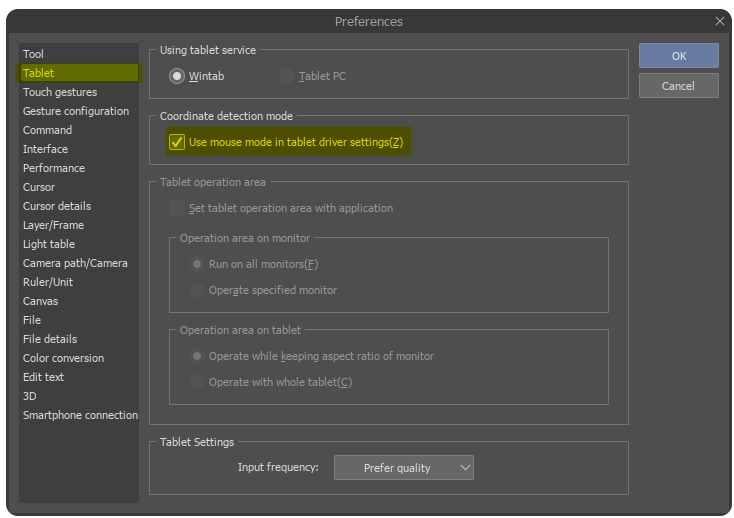 Preferences
Tool
Tablet
Touch gestures
Gesture configuration
Command
Interface
Performance
Cursor
Cursor details
Layer/Frame
Light table
Camera path/Camera
Ruler/Unit
Canvas
File
File details
Color conversion
Edit text
3D
Smartphone connection
Using tablet service
Wintab Tablet PC
Coordinate detection mode
Use mouse mode in tablet driver settings(Z)
Tablet operation area
Set tablet operation area with application
Operation area on monitor
Run on all monitors(F)
Operate specified monitor
Operation area on tablet
Operate while keeping aspect ratio of monitor
Operate with whole tablet(C)
Tablet Settings
Input frequency: Prefer quality
OK
Cancel